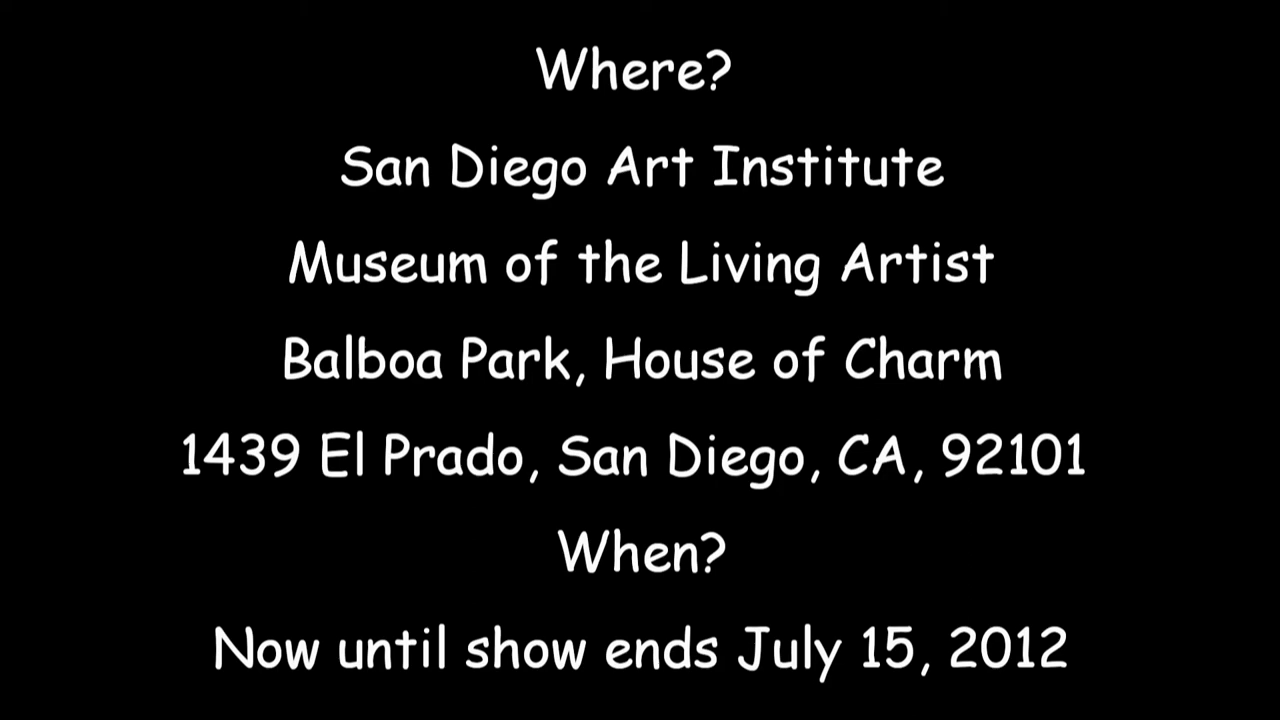 Where?
San Diego Art Institute
Museum of the Living Artist
Balboa Park, House of Charm
1439 El Prado, San Diego, CA, 92101
When?
Now until show ends July 15, 2012